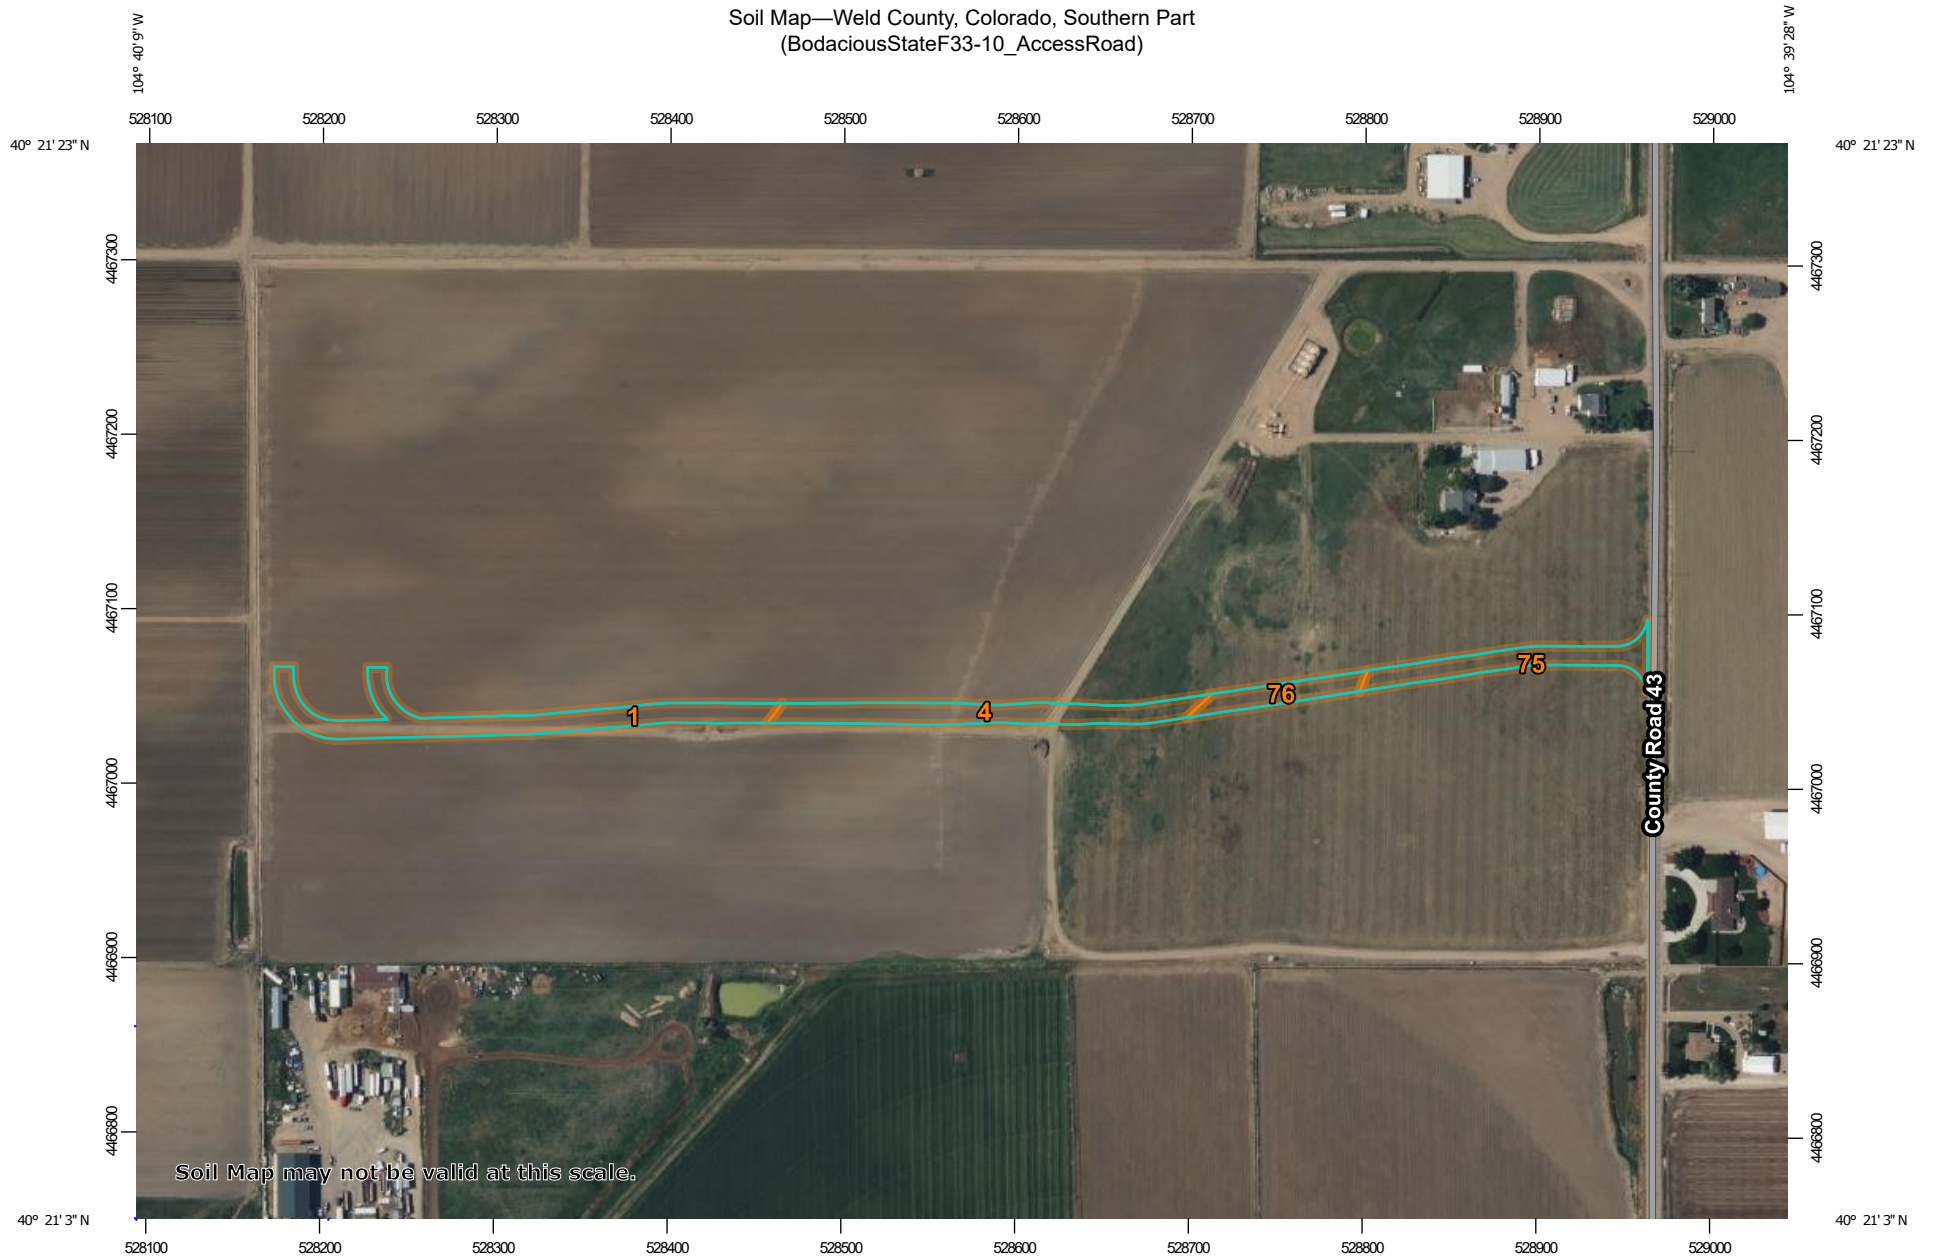 Soil Map—Weld County, Colorado, Southern Part
(BodaciousStateF33-10_AccessRoad)
104° 40' 9'' W
104° 39' 28'' W
528100 528200 528300 528400 528500 528600 528700 528800 528900 529000
40° 21' 23'' N
40° 21' 23'' N
4467300
4467300
4467200
4467200
4467100
4467100
75
76
4
1
County Road 43
4467000
4467000
4466900
4466900
4466800
4466800
Soil Map may not be valid at this scale.
40° 21' 3'' N
40° 21' 3'' N
528100 528200 528300 528400 528500 528600 528700 528800 528900 529000